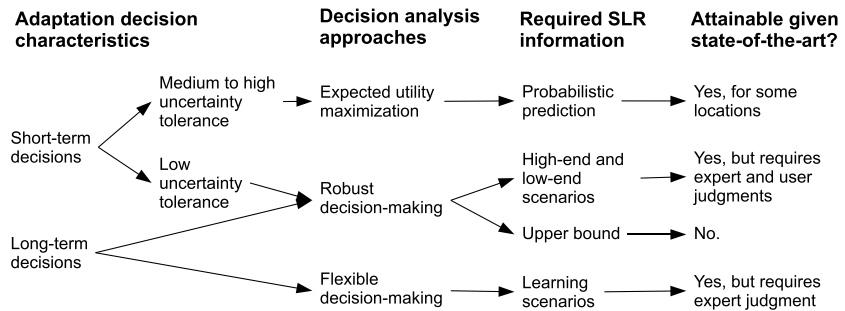 Adaptation decision
characteristics
Decision analysis
approaches
Required SLR
information
Attainable given
state-of-the-art?
Short-term
decisions
Medium to high
uncertainty
tolerance
Expected utility
maximization
Probabilistic
prediction
Yes, for some
locations
Low
uncertainty
tolerance
Robust
decision-making
High-end and
low-end
scenarios
Yes, but requires
expert and user
judgments
Upper bound
No.
Long-term
decisions
Flexible
decision-making
Learning
scenarios
Yes, but requires
expert judgment